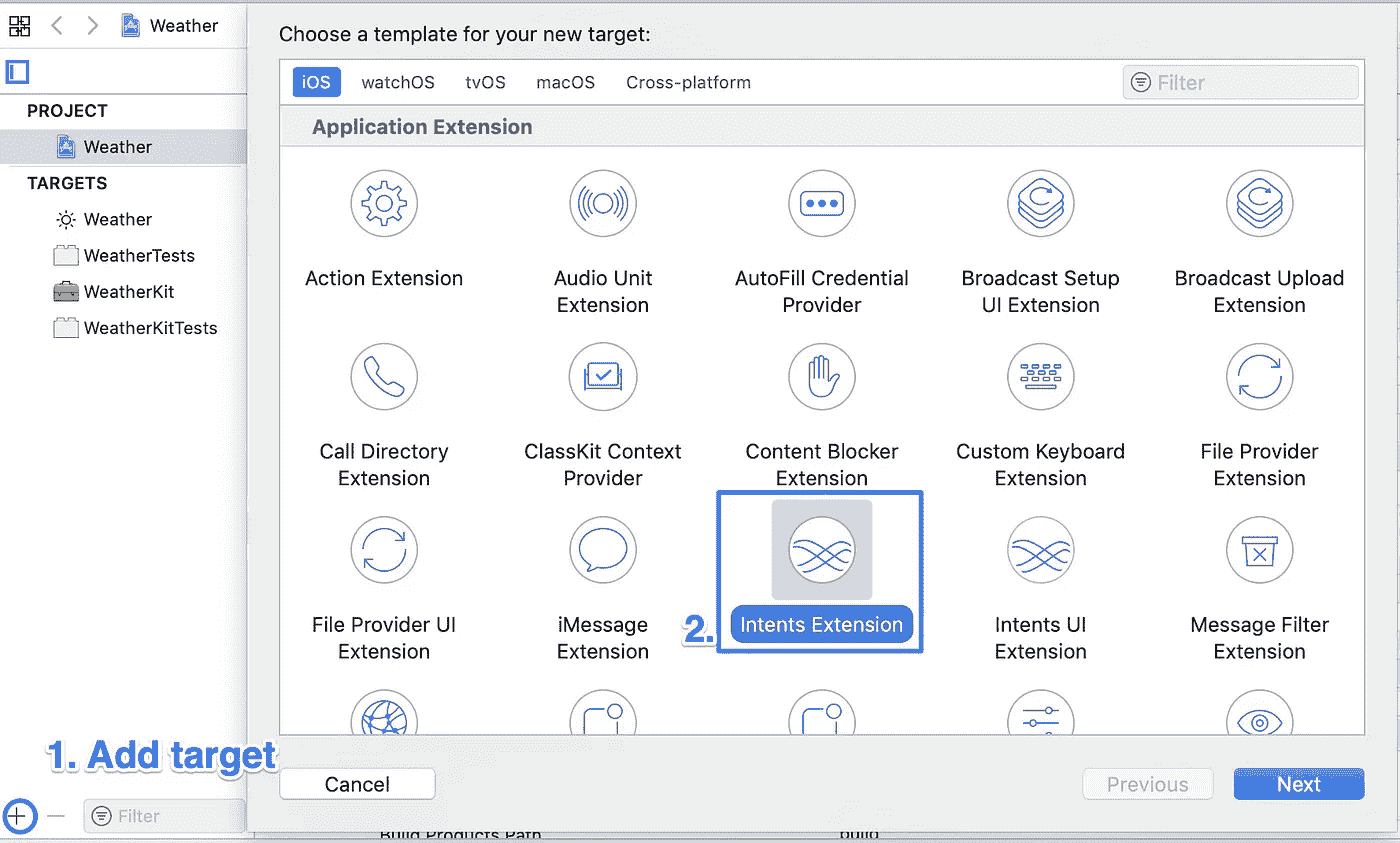 Weather
Choose a template for your new target:
iOS watchOS tvOS macOS Cross-platform
Filter
PROJECT
Application Extension
Weather
TARGETS
Weather
WeatherTests
WeatherKit
WeatherKitTests
Action Extension
Audio Unit
Extension
AutoFill Credential
Provider
Broadcast Setup
UI Extension
Broadcast Upload
Extension
Call Directory
Extension
ClassKit Context
Provider
Content Blocker
Extension
Custom Keyboard
Extension
File Provider
Extension
File Provider UI
Extension
iMessage
Extension
2.
Intents Extension
Intents UI
Extension
Message Filter
Extension
1. Add target
Cancel
Previous
Next
Filter
Build Products Path
build